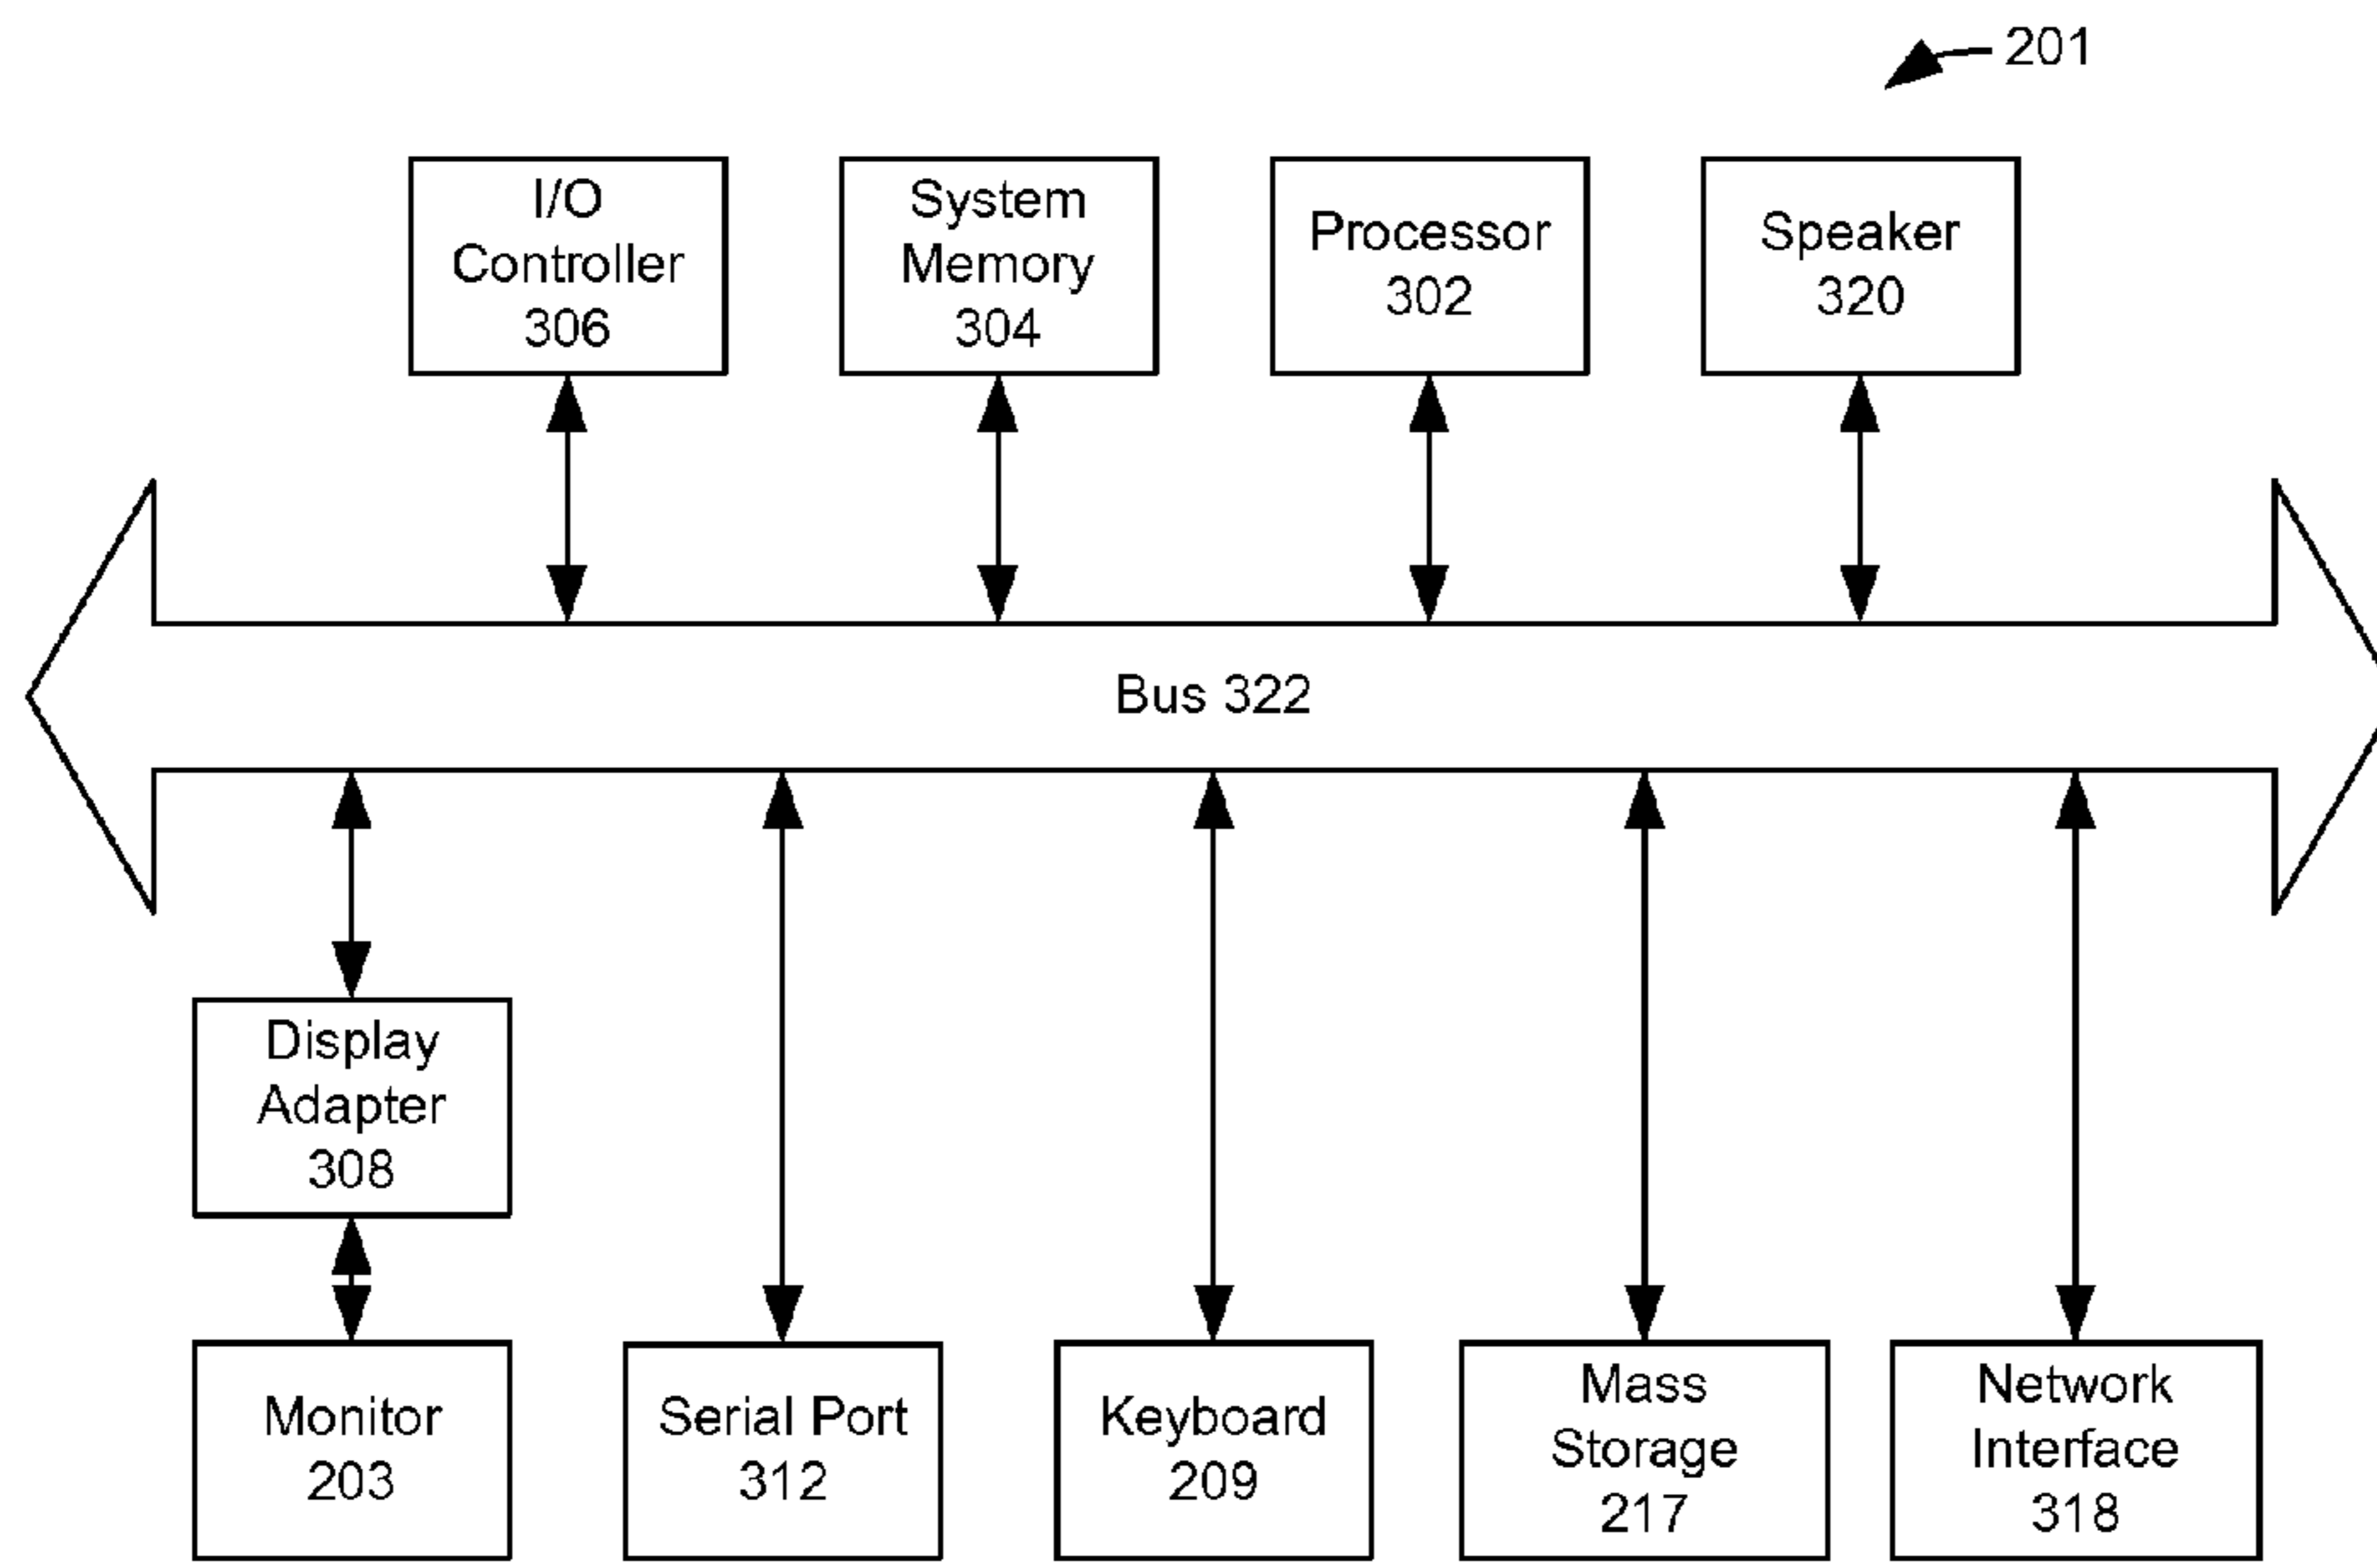 201
I/O
Controller
306
System
Memory
304
Processor
302
Speaker
320
Bus 322
Display
Adapter
308
Monitor
203
Serial Port
312
Keyboard
209
Mass
Storage
217
Network
Interface
318